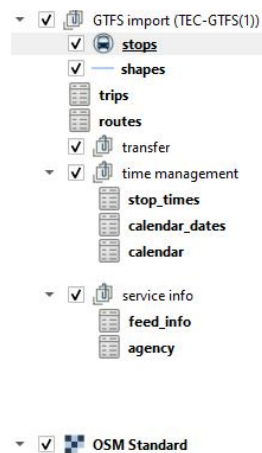 GTFS import (TEC-GTFS(1))
stops
shapes
trips
routes
transfer
time management
stop_times
calendar_dates
calendar
service info
feed_info
agency
OSM Standard